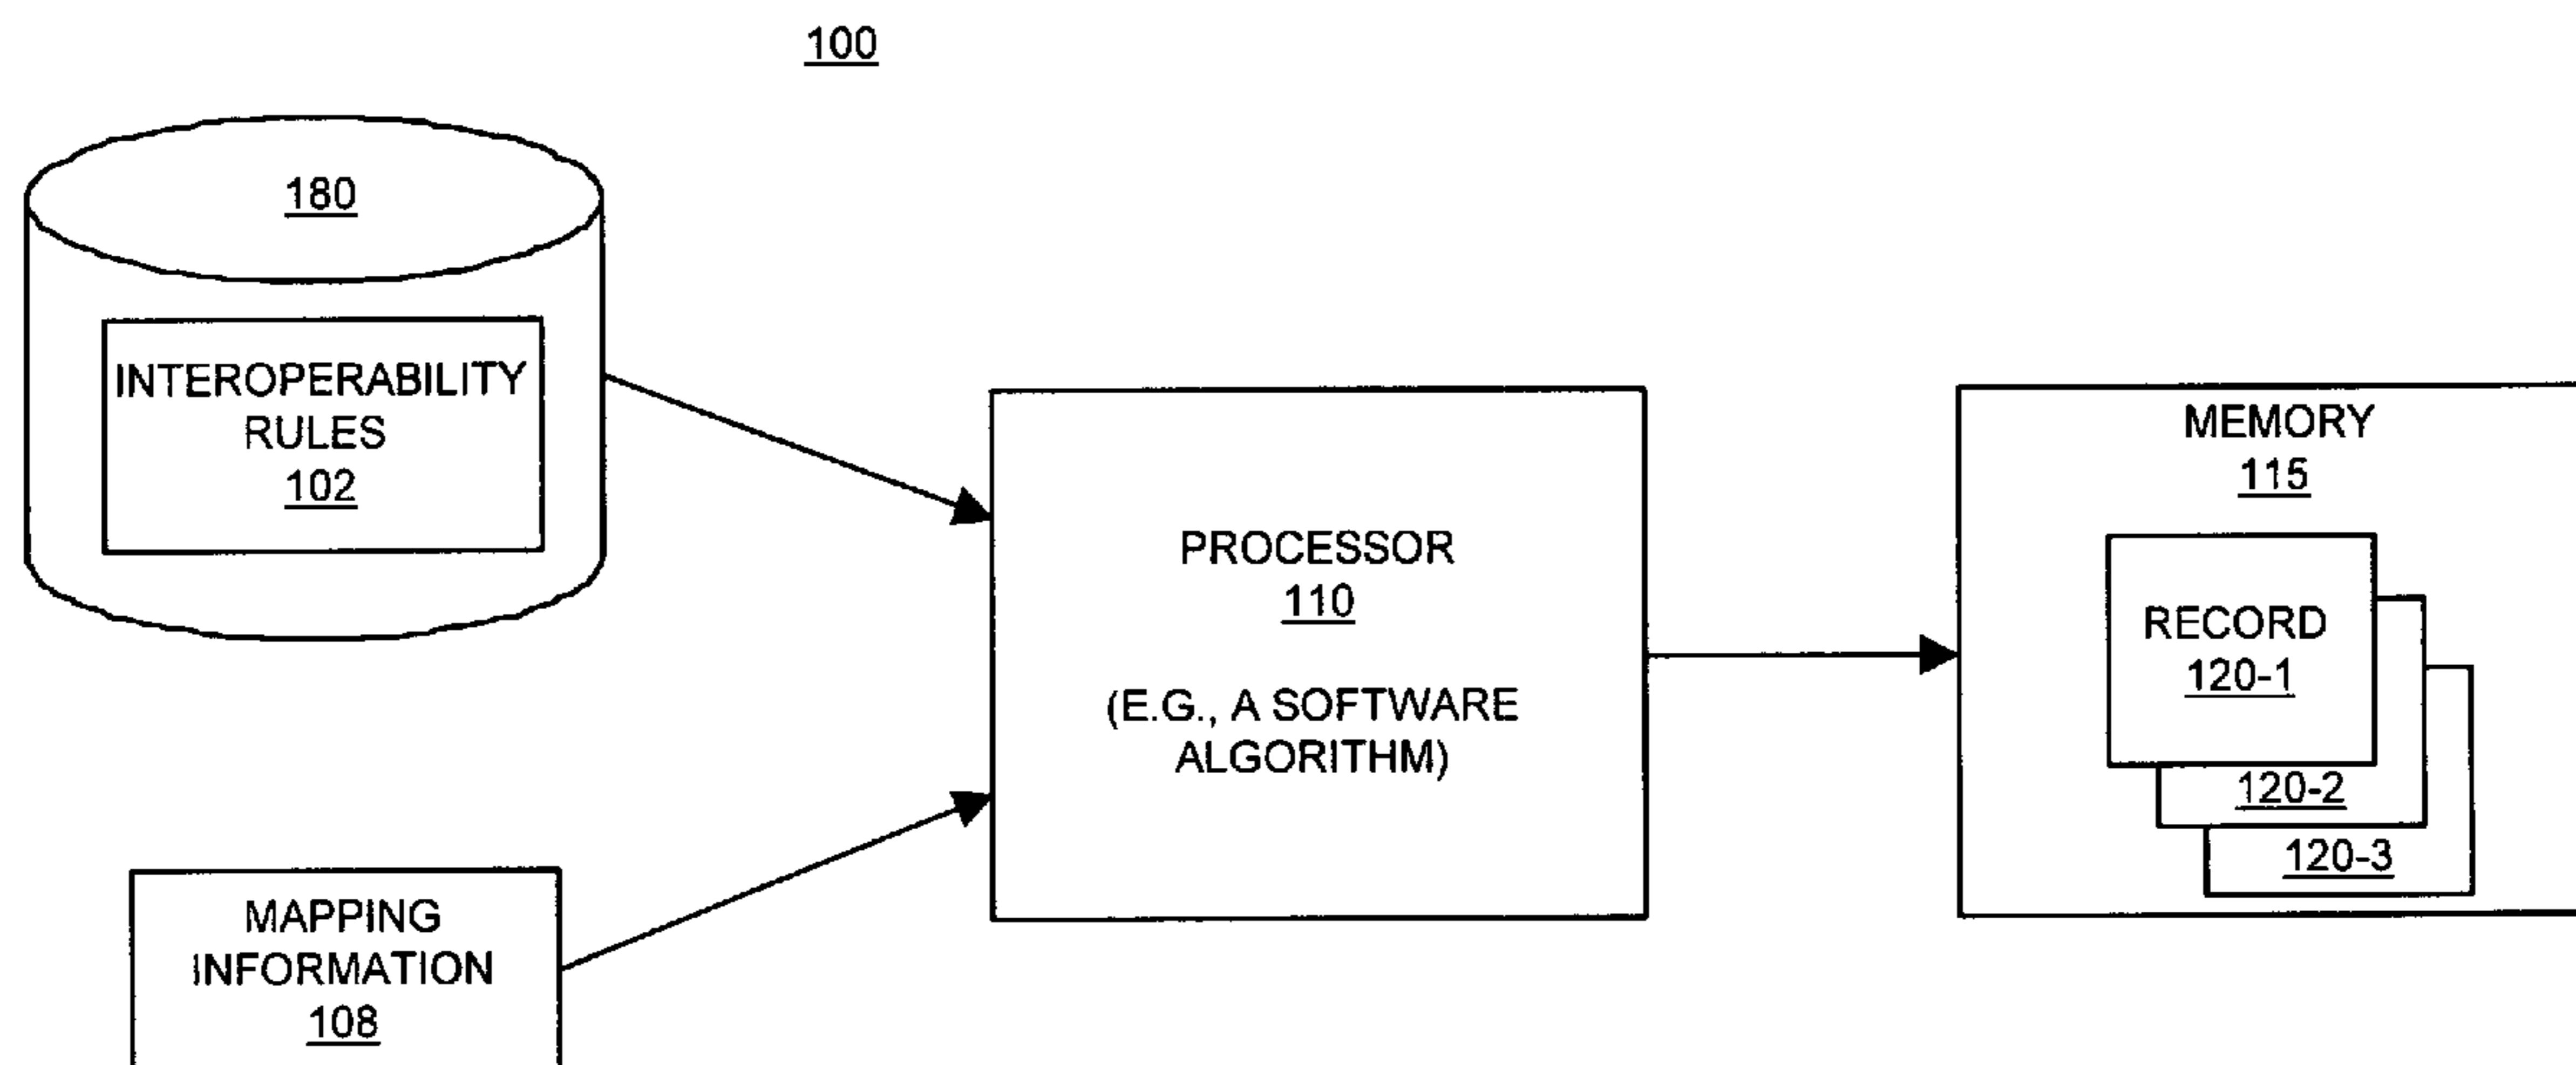 100
180
INTEROPERABILITY
RULES
102
MAPPING
INFORMATION
108
PROCESSOR
110
(E.G., A SOFTWARE
ALGORITHM)
MEMORY
115
RECORD
120-1
120-2
120-3